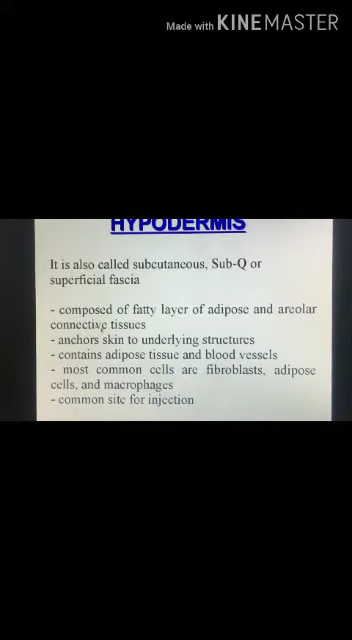 Made with KINEMASTER
HYPODERMIS
It is also called subcutaneous, Sub-Q or
superficial fascia
- composed of fatty layer of adipose and areolar
connective tissues
- anchors skin to underlying structures
- contains adipose tissue and blood vessels
- most common cells are fibroblasts, adipose
cells, and macrophages
- common site for injection